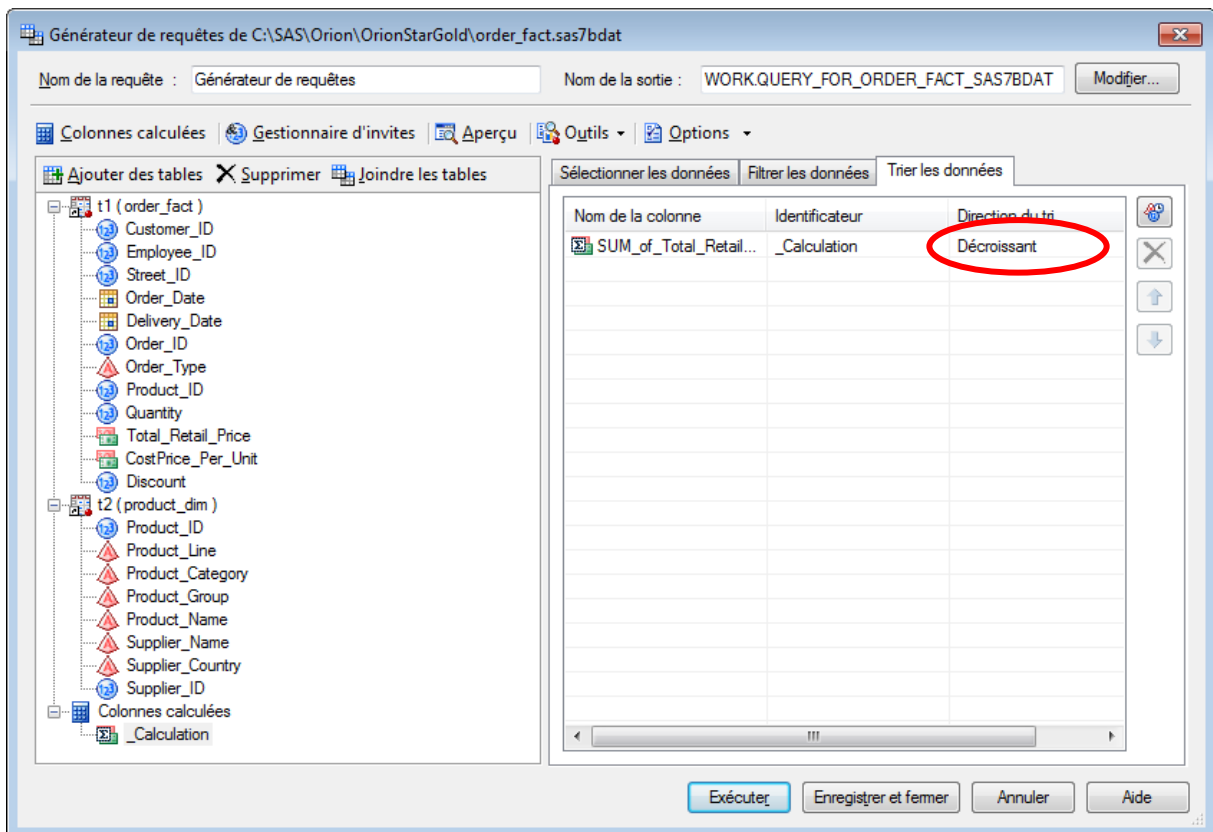 Générateur de requêtes de C:\SAS\Orion\OrionStarGold\order_fact.sas7bdat
Nom de la requête : Générateur de requêtes Nom de la sortie : WORK.QUERY_FOR_ORDER_FACT_SAS7BDAT Modifier...
Colonnes calculées Gestionnaire d'invites Aperçu Outils Options
Ajouter des tables Supprimer Joindre les tables
Sélectionner les données Filtrer les données Trier les données
Nom de la colonne Identificateur Direction du tri
SUM_of_Total_Retail... _Calculation Décroissant
t1 ( order_fact )
Customer_ID
Employee_ID
Street_ID
Order_Date
Delivery_Date
Order_ID
Order_Type
Product_ID
Quantity
Total_Retail_Price
CostPrice_Per_Unit
Discount
t2 ( product_dim )
Product_ID
Product_Line
Product_Category
Product_Group
Product_Name
Supplier_Name
Supplier_Country
Supplier_ID
Colonnes calculées
_Calculation
Exécuter Enregistrer et fermer Annuler Aide